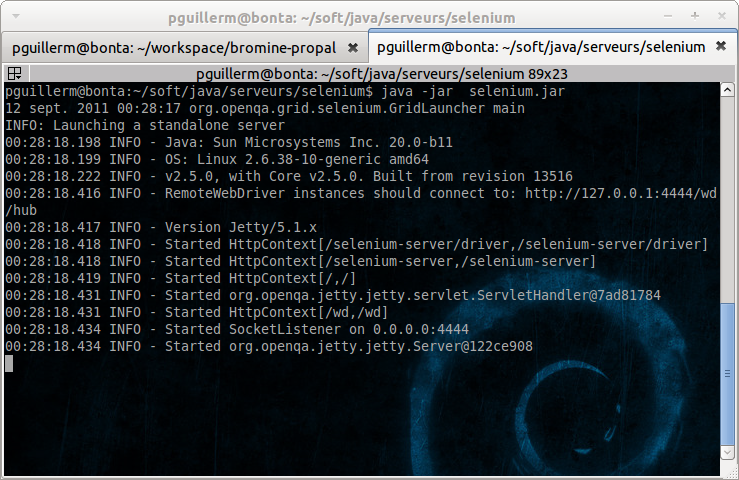 pguillerm@bonta: ~/soft/java/serveurs/selenium
pguillerm@bonta: ~/workspace/bromine-propal
pguillerm@bonta: ~/soft/java/serveurs/selenium
pguillerm@bonta: ~/soft/java/serveurs/selenium 89x23
pguillerm@bonta:~/soft/java/serveurs/selenium$ java -jar  selenium.jar
12 sept. 2011 00:28:17 org.openqa.grid.selenium.GridLauncher main
INFO: Launching a standalone server
00:28:18.198 INFO - Java: Sun Microsystems Inc. 20.0-b11
00:28:18.199 INFO - OS: Linux 2.6.38-10-generic amd64
00:28:18.222 INFO - v2.5.0, with Core v2.5.0. Built from revision 13516
00:28:18.416 INFO - RemoteWebDriver instances should connect to: http://127.0.0.1:4444/wd
/hub
00:28:18.417 INFO - Version Jetty/5.1.x
00:28:18.418 INFO - Started HttpContext[/selenium-server/driver,/selenium-server/driver]
00:28:18.418 INFO - Started HttpContext[/selenium-server,/selenium-server]
00:28:18.419 INFO - Started HttpContext[/,/]
00:28:18.431 INFO - Started org.openqa.jetty.jetty.servlet.ServletHandler@7ad81784
00:28:18.431 INFO - Started HttpContext[/wd,/wd]
00:28:18.434 INFO - Started SocketListener on 0.0.0.0:4444
00:28:18.434 INFO - Started org.openqa.jetty.jetty.Server@122ce908